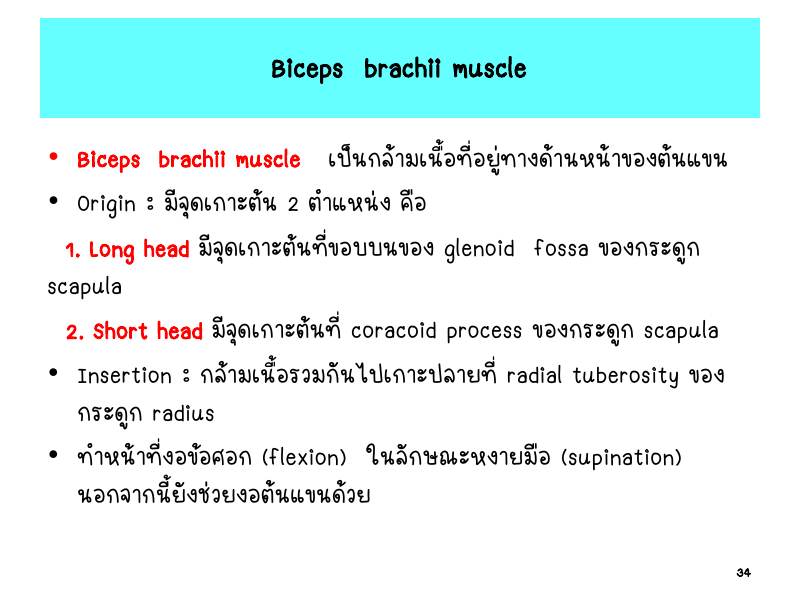 Biceps brachii muscle
• Biceps brachii muscle เป็นกล้ามเนื้อที่อยู่ทางด้านหน้าของต้นแขน
• Origin : มีจุดเกาะต้น 2 ตำแหน่ง คือ
1. Long head มีจุดเกาะต้นที่ขอบบนของ glenoid fossa ของกระดูก
scapula
2. Short head มีจุดเกาะต้นที่ coracoid process ของกระดูก scapula
• Insertion : กล้ามเนื้อรวมกันไปเกาะปลายที่ radial tuberosity ของ
กระดูก radius
• ทำหน้าที่งอข้อศอก (flexion) ในลักษณะหงายมือ (supination)
นอกจากนี้ยังช่วยงอต้นแขนด้วย
34